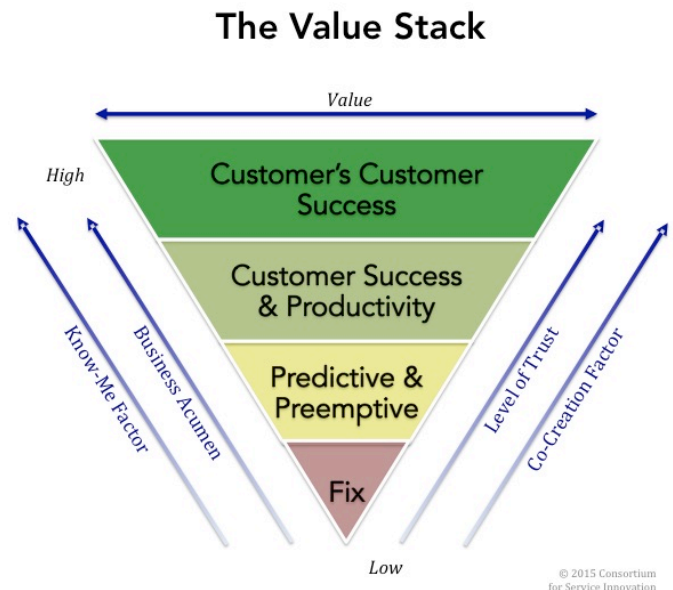 The Value Stack
Value
High
Customer's Customer
Success
Customer Success
& Productivity
Predictive &
Preemptive
Fix
Know-Me Factor
Business Acumen
Level of Trust
Co-Creation Factor
Low
© 2015 Consortium
for Service Innovation